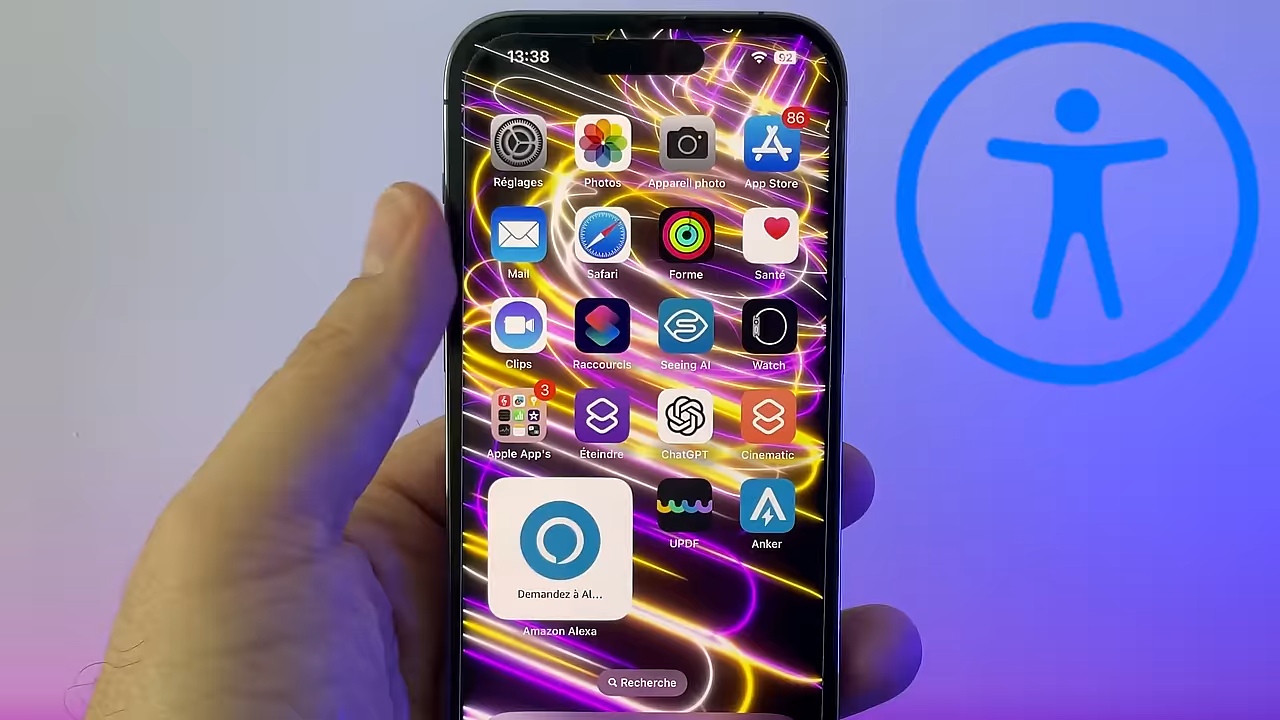 13:38
92
86
Réglages
Photos
Appareil photo
App Store
Mail
Safari
Forme
Santé
Clips
Raccourcis
Seeing AI
Watch
3
Apple App's
Éteindre
ChatGPT
Cinematic
Demandez à Al...
Amazon Alexa
UPDF
Anker
Recherche